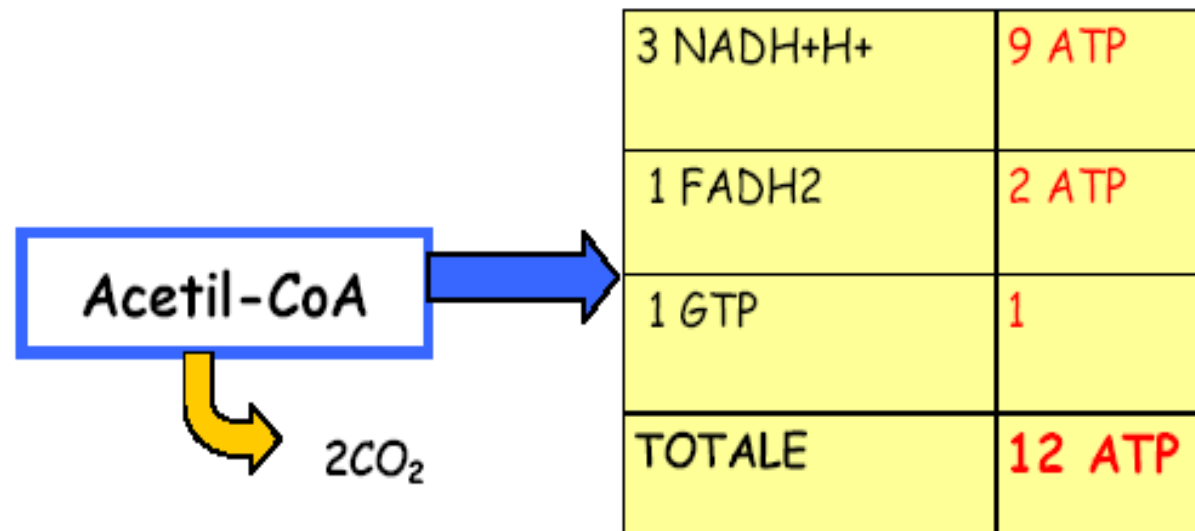 3 NADH+H+ 9 ATP
1 FADH2 2 ATP
Acetil-CoA
1 GTP 1
2CO₂
TOTALE 12 ATP